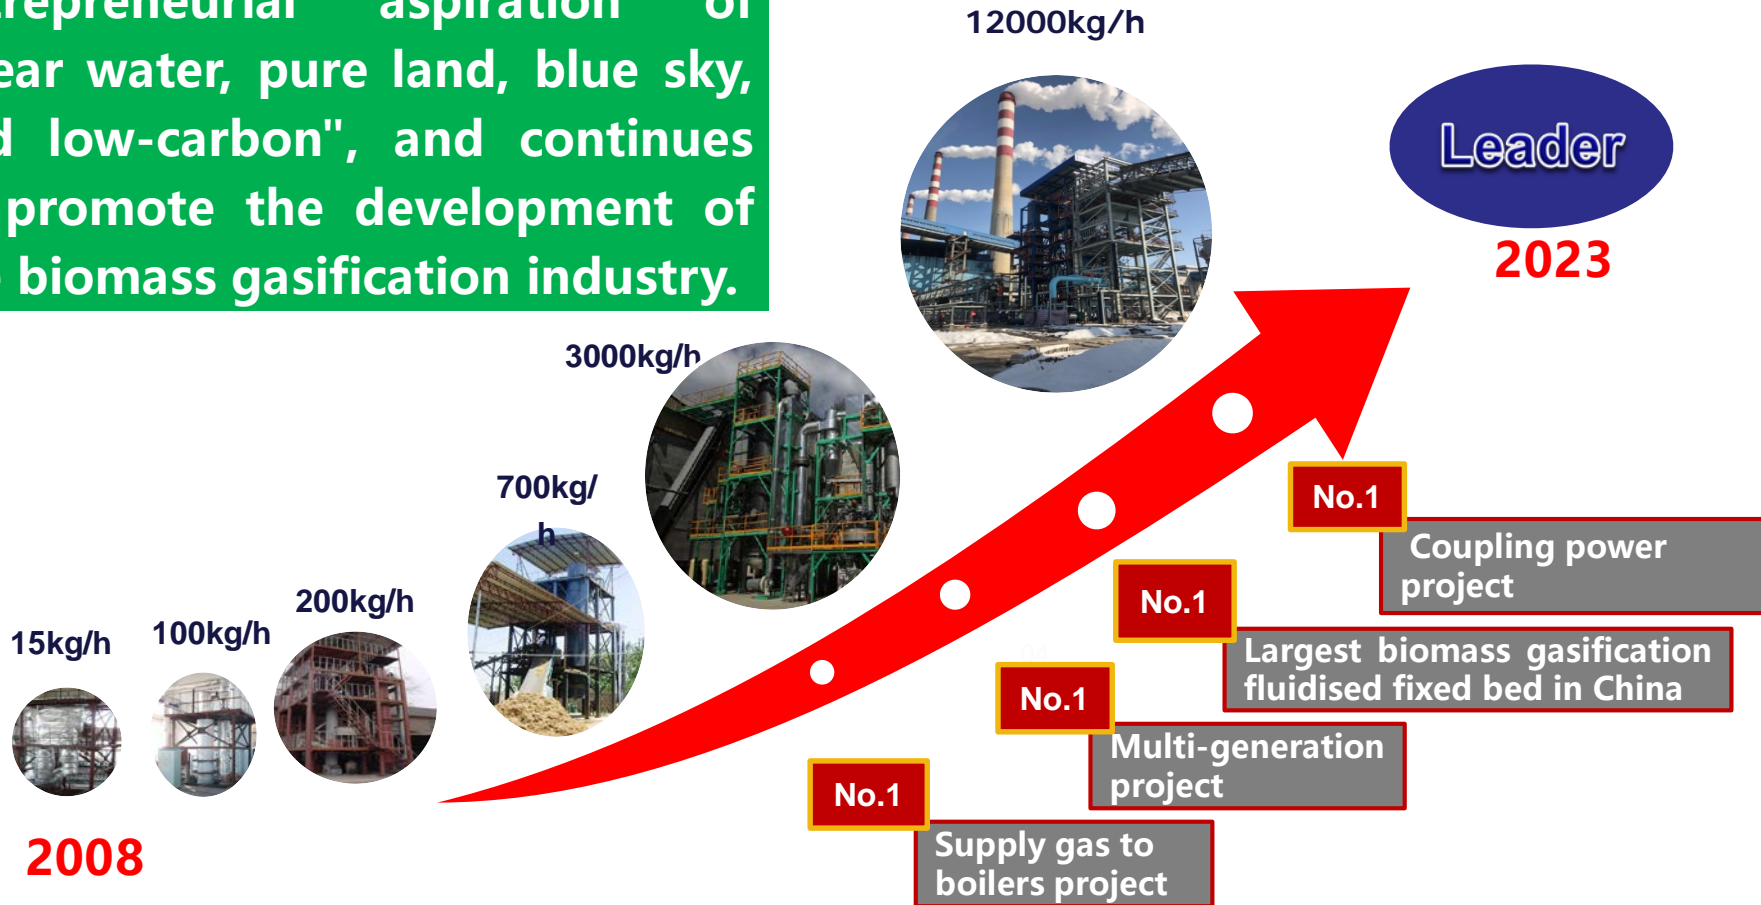 aspiration of
water, pure land, blue sky,
low-carbon", and continues
promote the development of
biomass gasification industry.
12000kg/h
Leader
2023
3000kg/h
700kg/
h
200kg/h
100kg/h
15kg/h
2008
No.1
Coupling power
project
No.1
Largest biomass gasification
fluidised fixed bed in China
No.1
Multi-generation
project
No.1
Supply gas to
boilers project